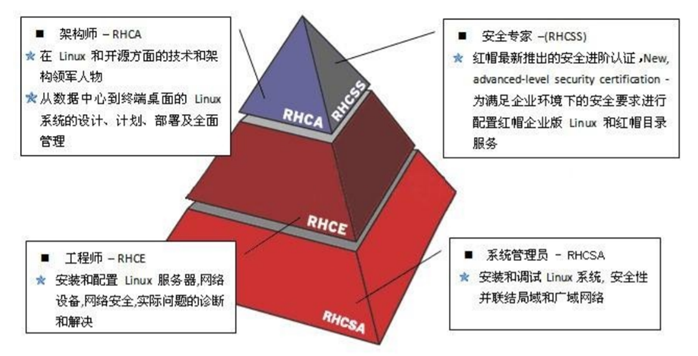 ■ 架构师 – RHCA
在 Linux 和开源方面的技术和架
构领军人物
从数据中心到终端桌面的 Linux
系统的设计、计划、部署及全面
管理
■ 安全专家 –(RHCSS)
红帽最新推出的安全进阶认证,New,
advanced-level security certification -
为满足企业环境下的安全要求进行
配置红帽企业版 Linux 和红帽目录
服务
RHCA
RHCSS
RHCE
RHCSA
■ 工程师 – RHCE
安装和配置 Linux 服务器,网络
设备,网络安全,实际问题的诊断
和解决
■ 系统管理员 - RHCSA
安装和调试 Linux 系统, 安全性
并联结局域和广域网络